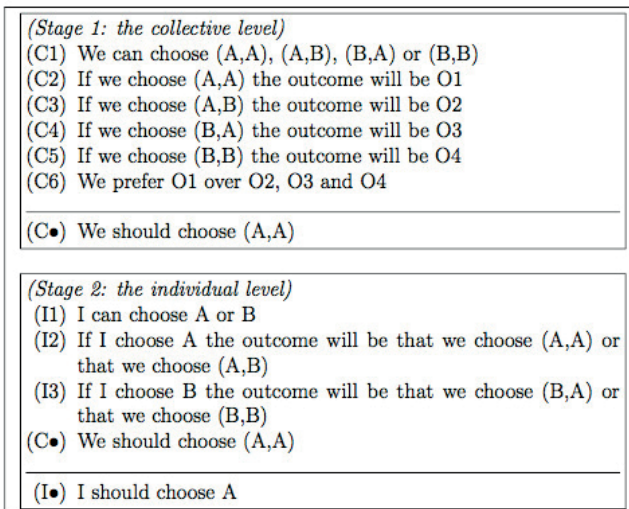 (Stage 1: the collective level)
(C1) We can choose (A,A), (A,B), (B,A) or (B,B)
(C2) If we choose (A,A) the outcome will be O1
(C3) If we choose (A,B) the outcome will be O2
(C4) If we choose (B,A) the outcome will be O3
(C5) If we choose (B,B) the outcome will be O4
(C6) We prefer O1 over O2, O3 and O4
(C●) We should choose (A,A)
(Stage 2: the individual level)
(I1) I can choose A or B
(I2) If I choose A the outcome will be that we choose (A,A) or
that we choose (A,B)
(I3) If I choose B the outcome will be that we choose (B,A) or
that we choose (B,B)
(C●) We should choose (A,A)
(I●) I should choose A